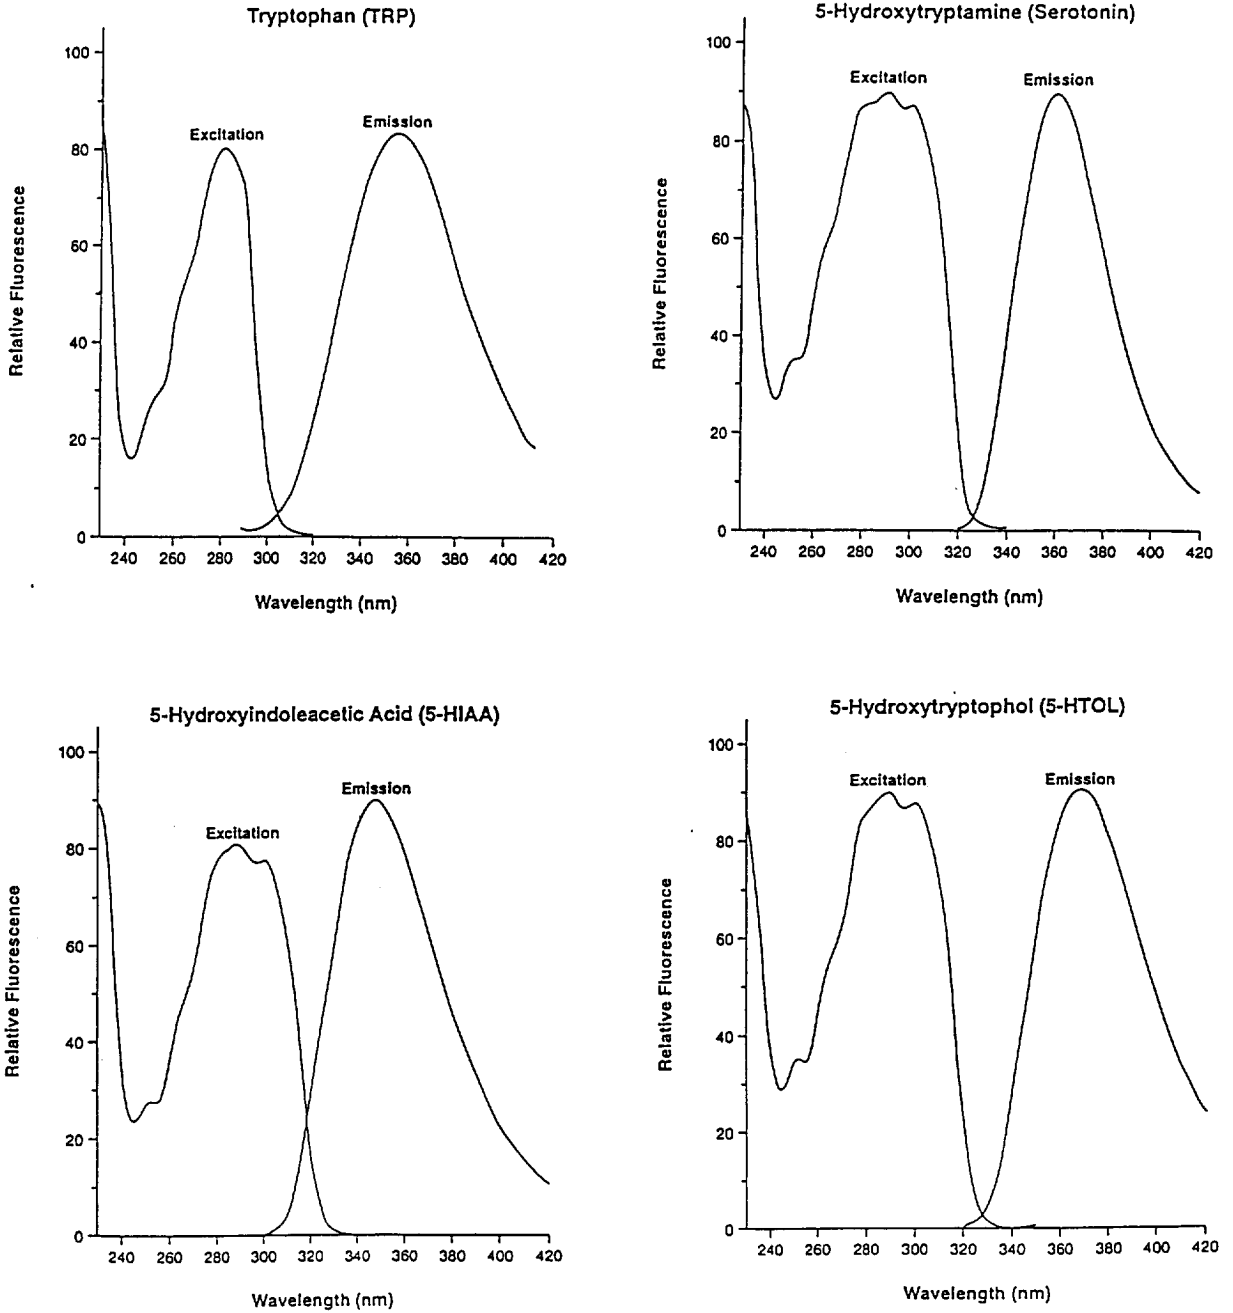 Tryptophan (TRP)
100
80
60
40
20
0
Relative Fluorescence
Excitation
Emission
240 260 280 300 320 340 360 380 400 420
Wavelength (nm)
5-Hydroxytryptamine (Serotonin)
100
80
60
40
20
0
Relative Fluorescence
Excitation
Emission
240 260 280 300 320 340 360 380 400 420
Wavelength (nm)
5-Hydroxyindoleacetic Acid (5-HIAA)
100
80
60
40
20
0
Relative Fluorescence
Excitation
Emission
240 260 280 300 320 340 360 380 400 420
Wavelength (nm)
5-Hydroxytryptophol (5-HTOL)
100
80
60
40
20
0
Relative Fluorescence
Excitation
Emission
240 260 280 300 320 340 360 380 400 420
Wavelength (nm)